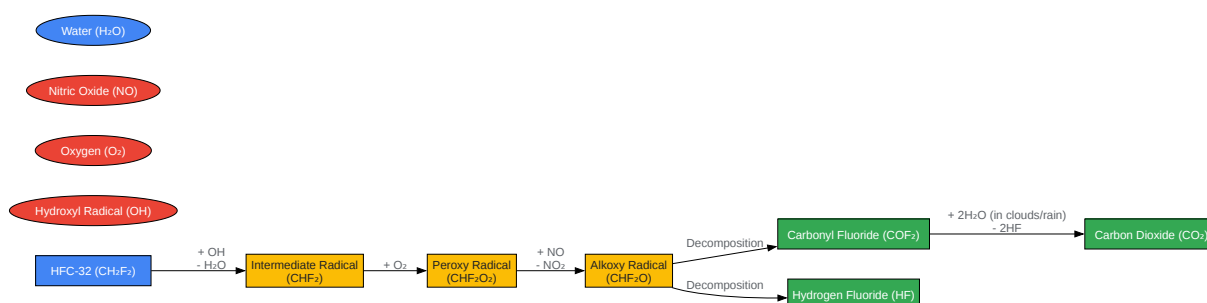 Water (H₂O)
Nitric Oxide (NO)
Oxygen (O₂)
Hydroxyl Radical (OH)
HFC-32 (CH₂F₂)
+ OH
- H₂O
Intermediate Radical
(CHF₂)
+ O₂
Peroxy Radical
(CHF₂O₂)
+ NO
- NO₂
Alkoxy Radical
(CHF₂O)
Decomposition
Carbonyl Fluoride (COF₂)
+ 2H₂O (in clouds/rain)
- 2HF
Carbon Dioxide (CO₂)
Decomposition
Hydrogen Fluoride (HF)